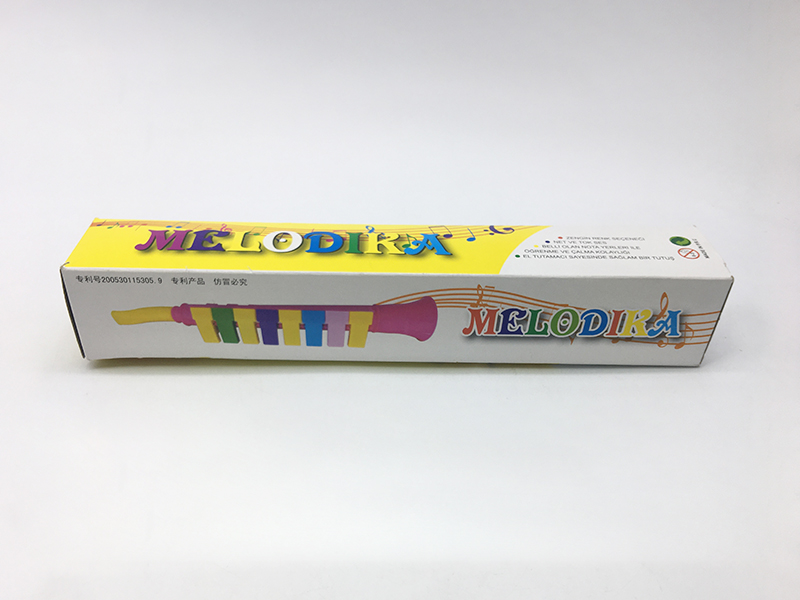 MELODIKA
ZENGİN RENK SEÇENEĞİ
NET VE TOK SES
BELLİ OLAN NOTA YERLERİ İLE
ÖĞRENME VE ÇALMA KOLAYLIĞI
EL TUTAMACI SAYESİNDE SAĞLAM BİR TUTUŞ
专利号200530115305.9 专利产品 仿冒必究
MELODIKA